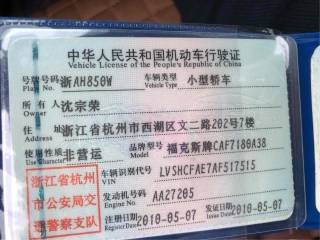 中华人民共和国机动车行驶证
Vehicle License of the People's Republic of China
号牌号码 浙AH850W 车辆类型 小型轿车
Plate No. Vehicle Type
所有人 沈宗荣
Owner
住址 浙江省杭州市西湖区文二路202号7楼
Address
使用性质 非营运 品牌型号 福克斯牌CAF7180A38
Use Character Model
浙江省杭州市公安局交通警察支队
车辆识别代号 LVSHCFAE7AF517515
VIN
发动机号码 AA27205
Engine No.
注册日期 2010-05-07 发证日期 2010-05-07
Register Date Issue Date